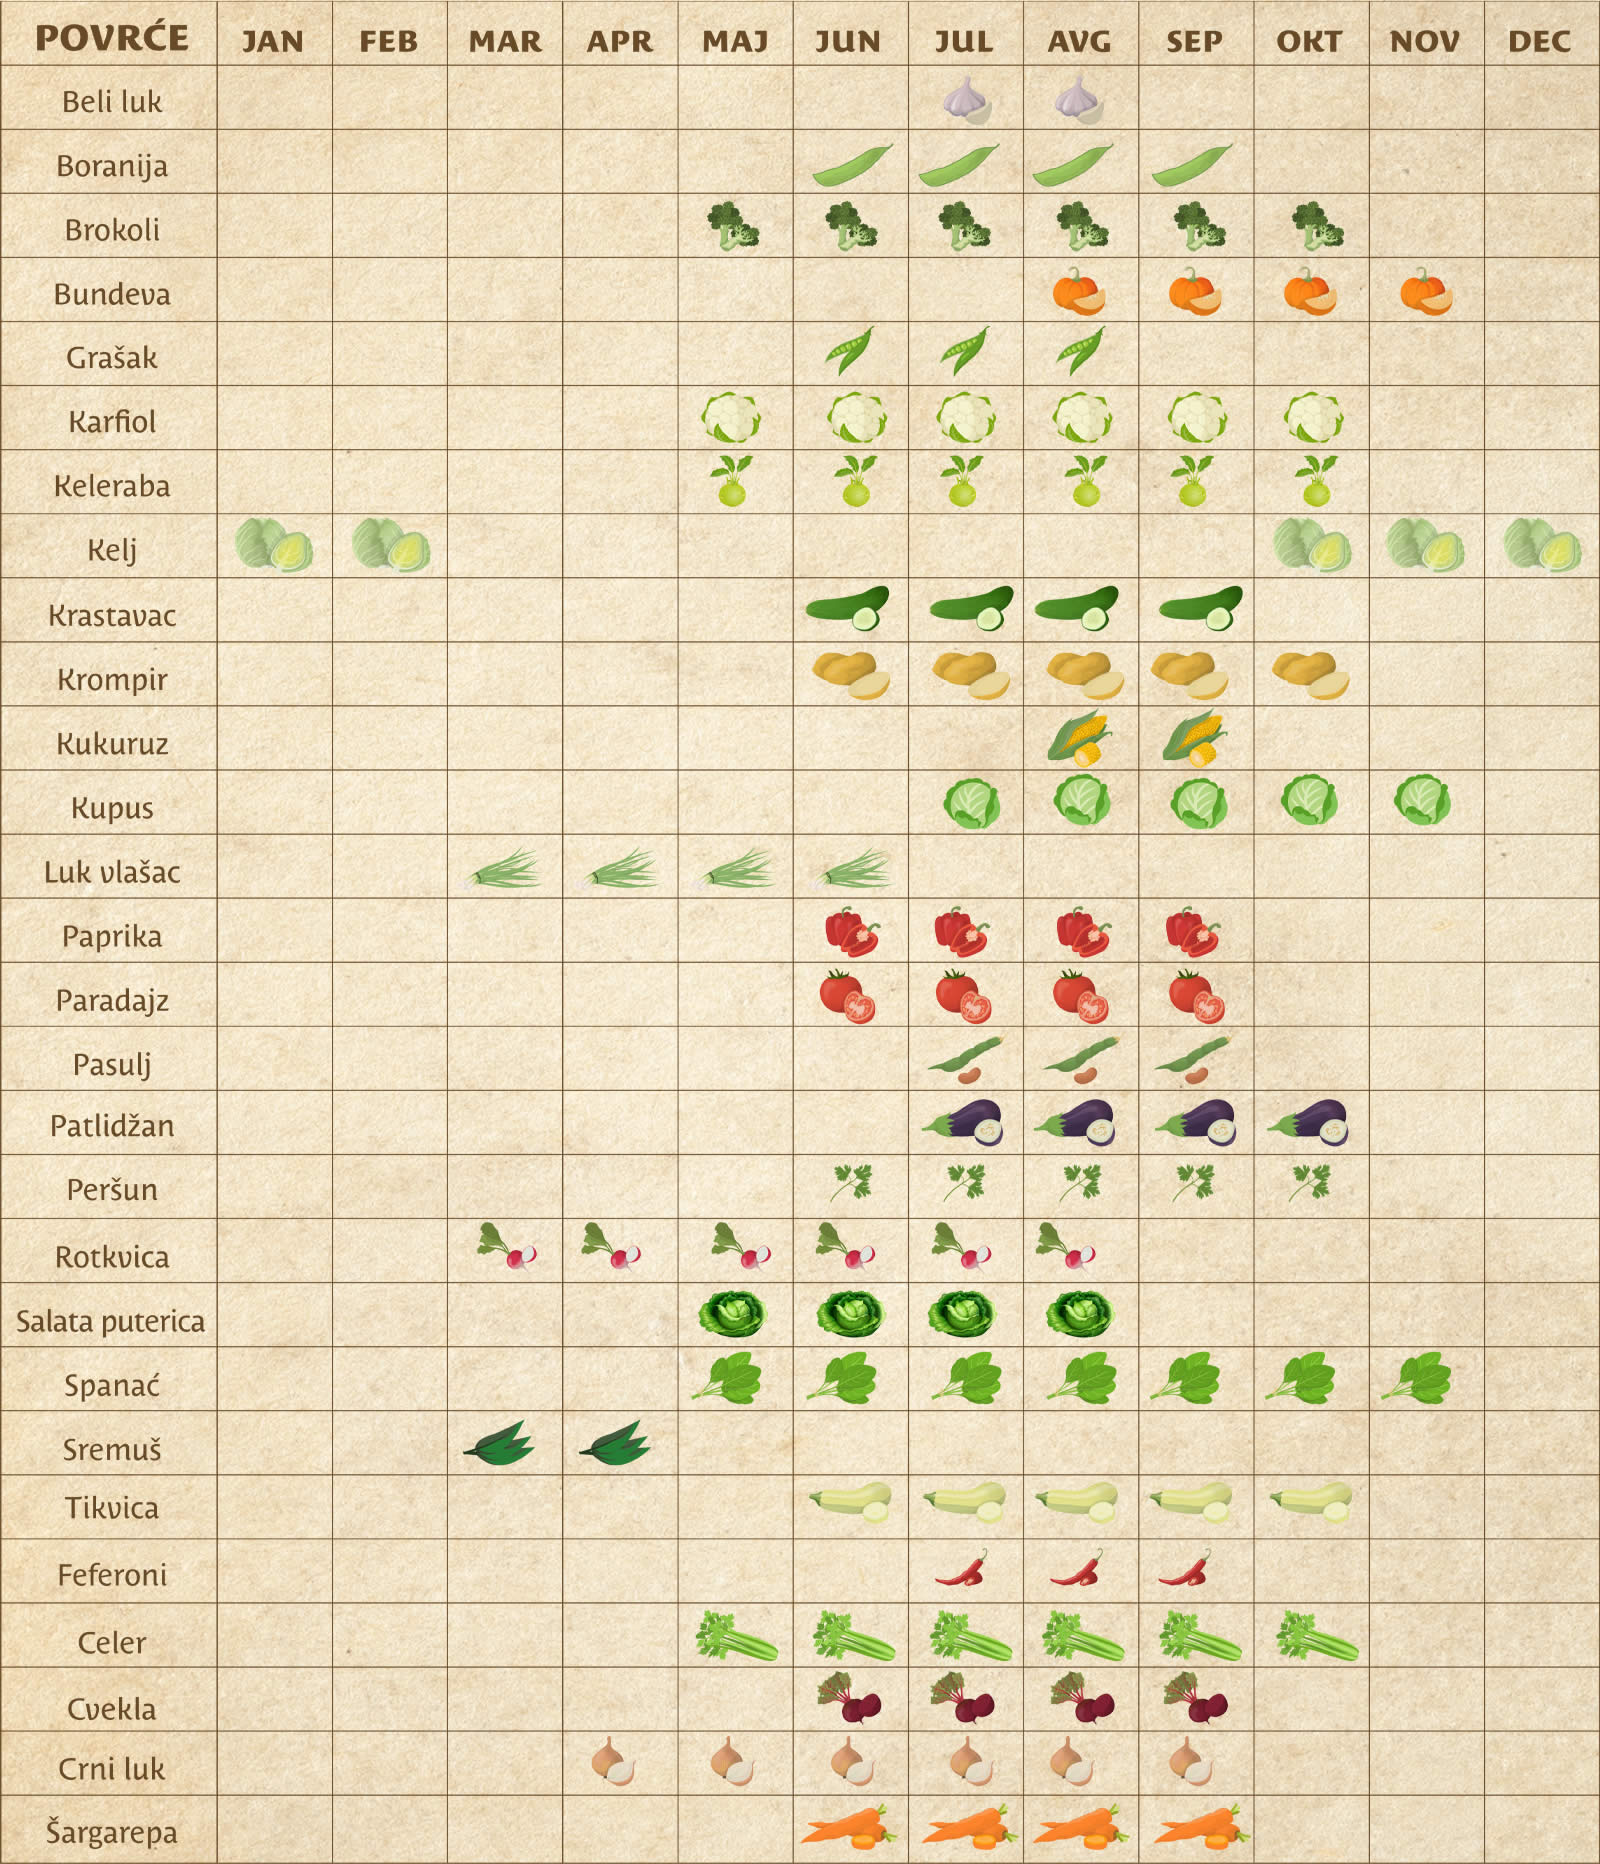 POVRĆE JAN FEB MAR APR MAJ JUN JUL AVG SEP OKT NOV DEC
Beli luk
Boranija
Brokoli
Bundeva
Grašak
Karfiol
Keleraba
Kelj
Krastavac
Krompir
Kukuruz
Kupus
Luk vlašac
Paprika
Paradajz
Pasulj
Patlidžan
Peršun
Rotkvica
Salata puterica
Spanać
Sremuš
Tikvica
Feferoni
Celer
Cvekla
Crni luk
Šargarepa